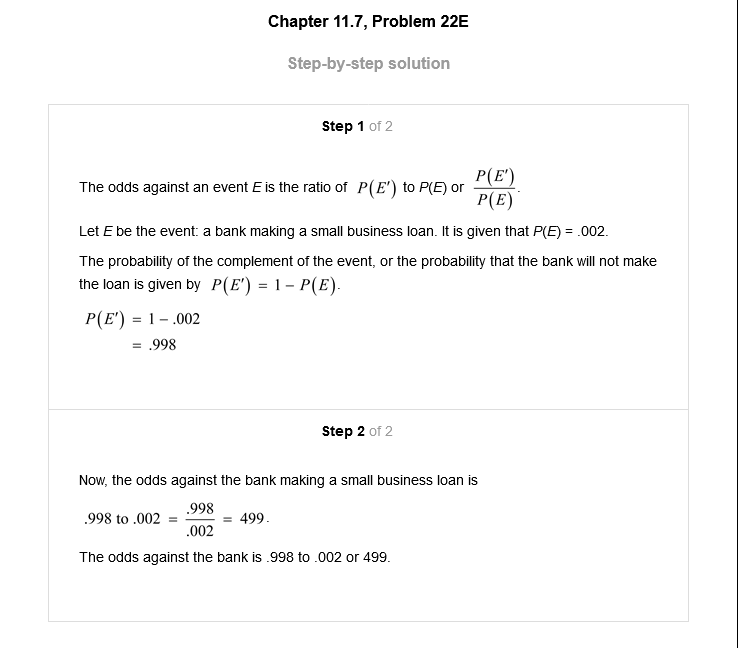 Chapter 11.7, Problem 22E
Step-by-step solution
Step 1 of 2
The odds against an event E is the ratio of P(E′) to P(E) or P(E′)/P(E).
Let E be the event: a bank making a small business loan. It is given that P(E) = .002.
The probability of the complement of the event, or the probability that the bank will not make
the loan is given by P(E′) = 1 – P(E).
P(E′) = 1 – .002
= .998
Step 2 of 2
Now, the odds against the bank making a small business loan is
.998 to .002 = .998/.002 = 499.
The odds against the bank is .998 to .002 or 499.